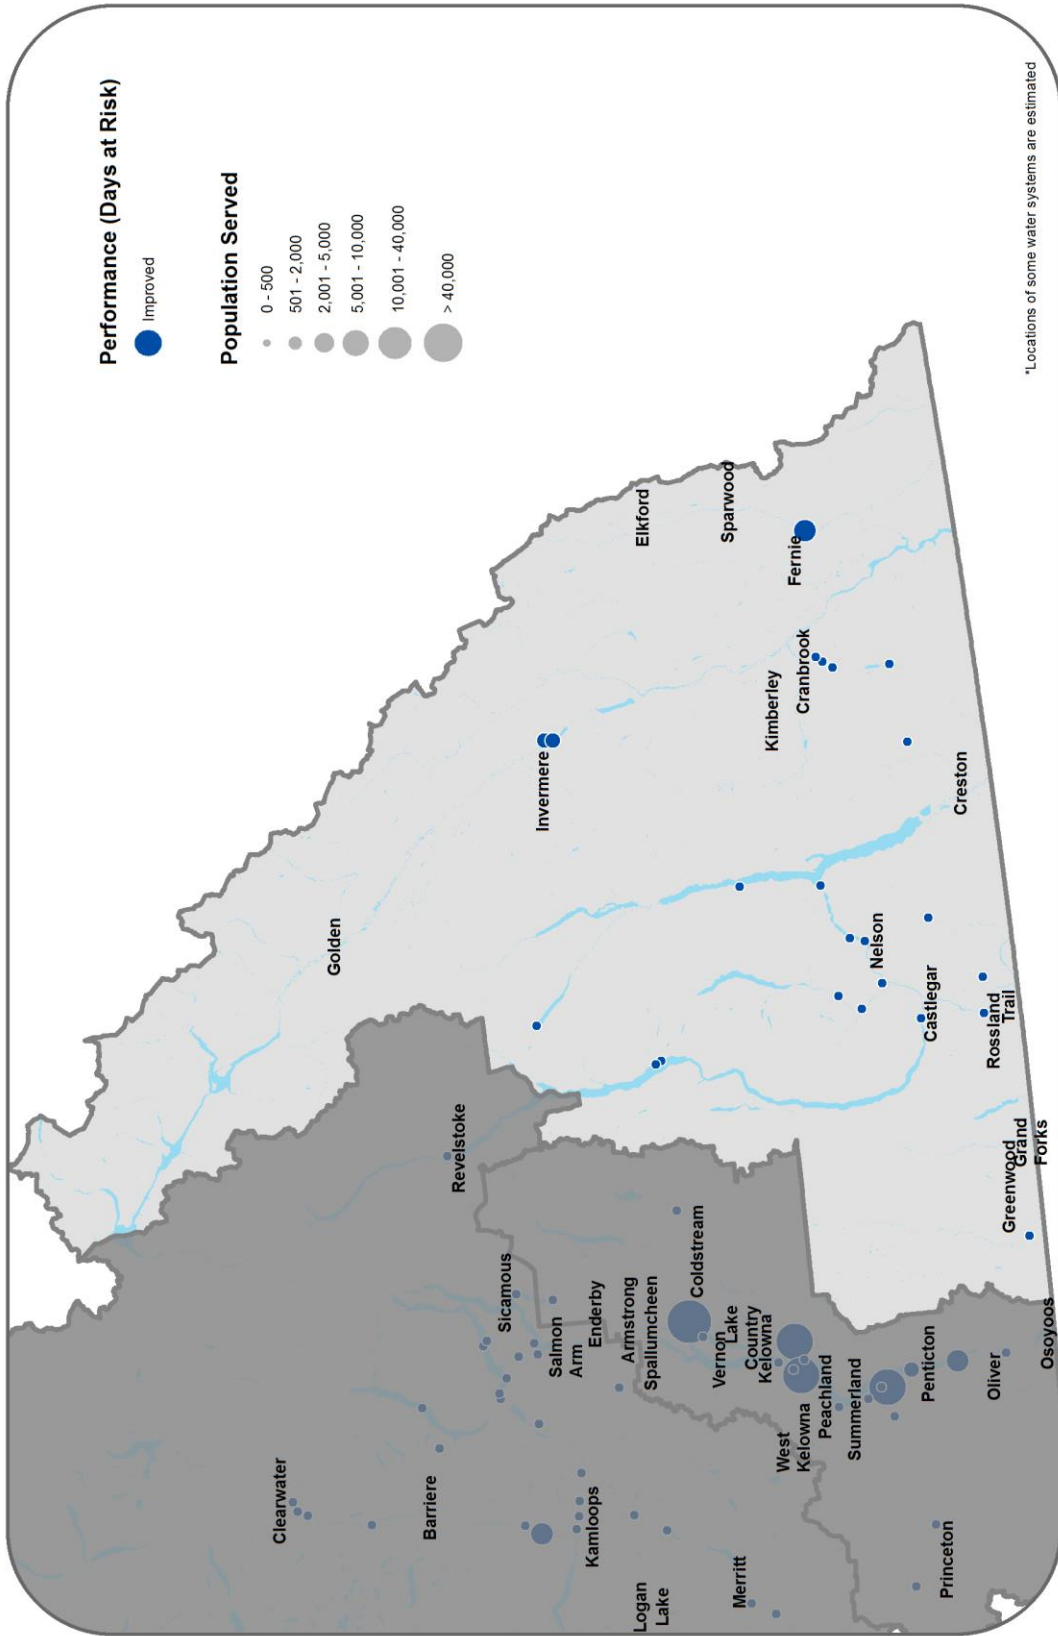 Performance (Days at Risk)
Improved
Population Served
0 - 500
501 - 2,000
2,001 - 5,000
5,001 - 10,000
10,001 - 40,000
> 40,000
Clearwater
Golden
Barriere
Revelstoke
Sicamous
Salmon
Arm
Enderby
Armstrong
Spallumcheen
Kamloops
Logan
Lake
Merritt
Coldstream
Vernon
Lake
Country
Kelowna
West
Kelowna
Peachland
Summerland
Penticton
Princeton
Oliver
Osoyoos
Invermere
Elkford
Sparwood
Fernie
Kimberley
Cranbrook
Creston
Nelson
Castlegar
Rossland
Trail
Greenwood
Grand
Forks
*Locations of some water systems are estimated